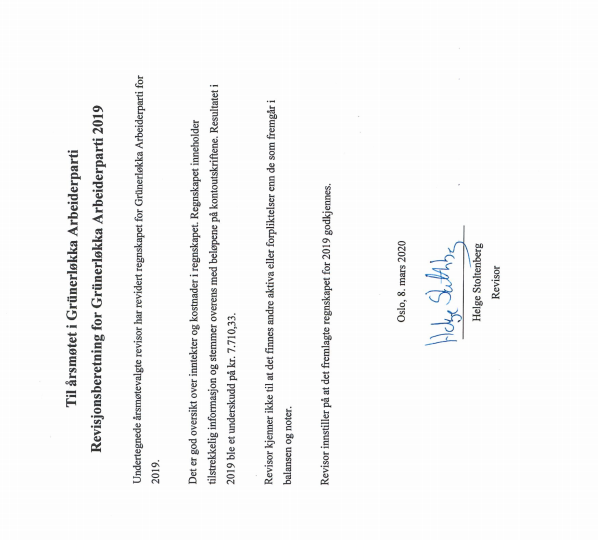 Til årsmøtet i Grünerløkka Arbeiderparti
Revisjonsberetning for Grünerløkka Arbeiderparti 2019
Undertegnede årsmøtevalgte revisor har revidert regnskapet for Grünerløkka Arbeiderparti for
2019.
Det er god oversikt over inntekter og kostnader i regnskapet. Regnskapet inneholder
tilstrekkelig informasjon og stemmer overens med beløpene på kontoutskriftene. Resultatet i
2019 ble et underskudd på kr. 7.710,33.
Revisor kjenner ikke til at det finnes andre aktiva eller forpliktelser enn de som fremgår i
balansen og noter.
Revisor innstiller på at det fremlagte regnskapet for 2019 godkjennes.
Oslo, 8. mars 2020
Helge Stoltenberg
Helge Stoltenberg
Revisor